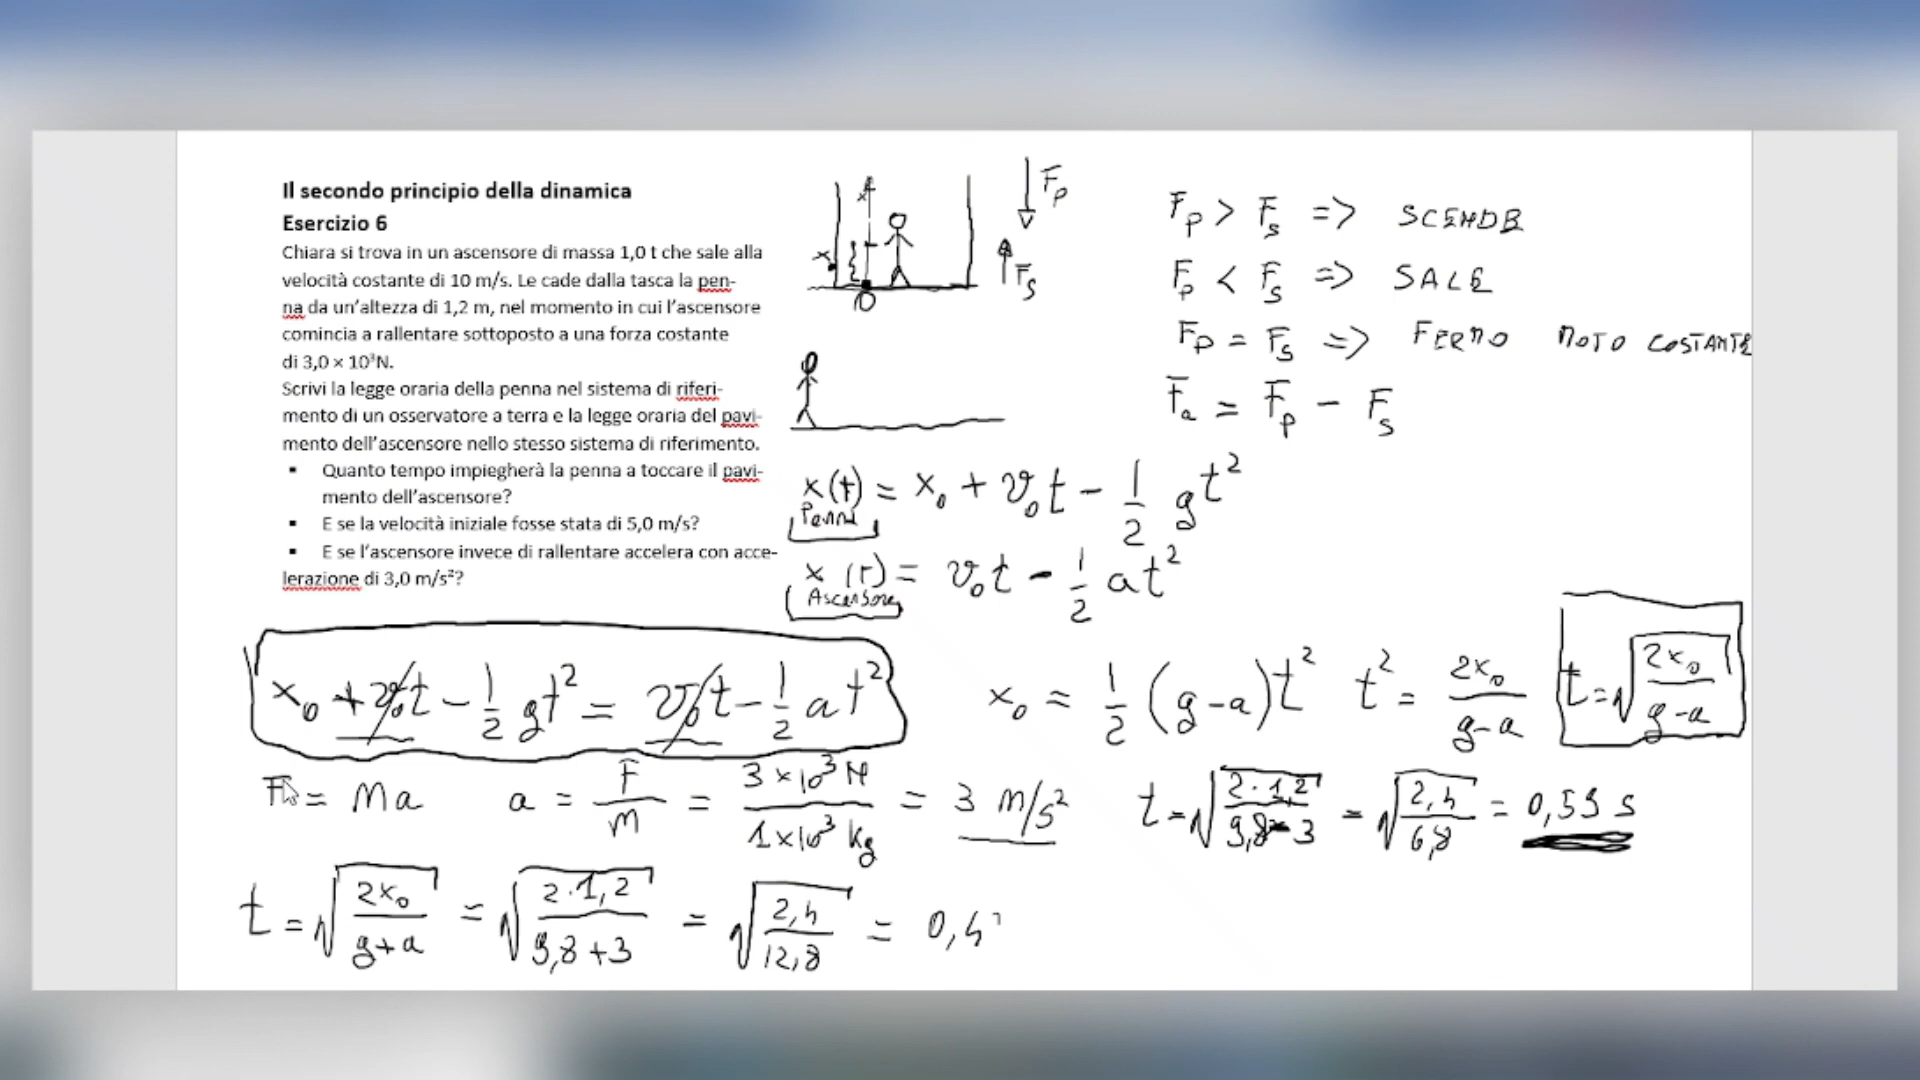 Il secondo principio della dinamica
Esercizio 6
Chiara si trova in un ascensore di massa 1,0 t che sale alla
velocità costante di 10 m/s. Le cade dalla tasca la pen-
na da un'altezza di 1,2 m, nel momento in cui l'ascensore
comincia a rallentare sottoposto a una forza costante
di 3,0 × 10³N.
Scrivi la legge oraria della penna nel sistema di riferi-
mento di un osservatore a terra e la legge oraria del pavi-
mento dell'ascensore nello stesso sistema di riferimento.
▪ Quanto tempo impiegherà la penna a toccare il pavi-
mento dell'ascensore?
▪ E se la velocità iniziale fosse stata di 5,0 m/s?
▪ E se l'ascensore invece di rallentare accelera con acce-
lerazione di 3,0 m/s²?
x
x
0
Fp
Fs
Fp > Fs => SCENDE
Fp < Fs => SALE
Fp = Fs => FERMO MOTO COSTANTE
Fa = Fp - Fs
x(t) = x₀ + v₀t - 1/2 gt²
Penna
x(t) = v₀t - 1/2 at²
Ascensore
x₀ + v₀t - 1/2 gt² = v₀t - 1/2 at²
x₀ = 1/2 (g-a)t² t² = 2x₀/g-a t = √2x₀/g-a
F = Ma a = F/m = 3×10³ N/1×10³ kg = 3 m/s²
t = √2·1,2/9,8-3 = √2,4/6,8 = 0,59 s
t = √2x₀/g+a = √2·1,2/9,8+3 = √2,4/12,8 = 0,4